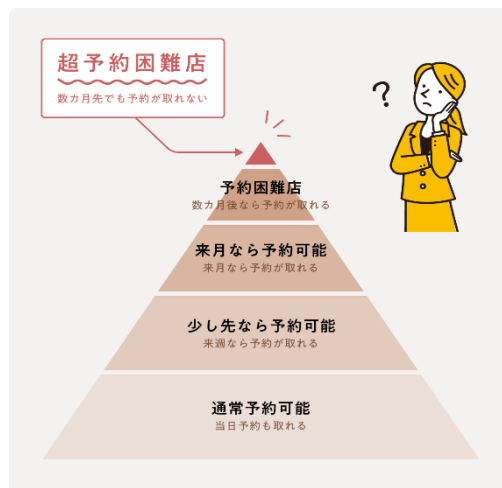 超予約困難店
数カ月先でも予約が取れない
?
予約困難店
数カ月後なら予約が取れる
来月なら予約可能
来月なら予約が取れる
少し先なら予約可能
来週なら予約が取れる
通常予約可能
当日予約も取れる